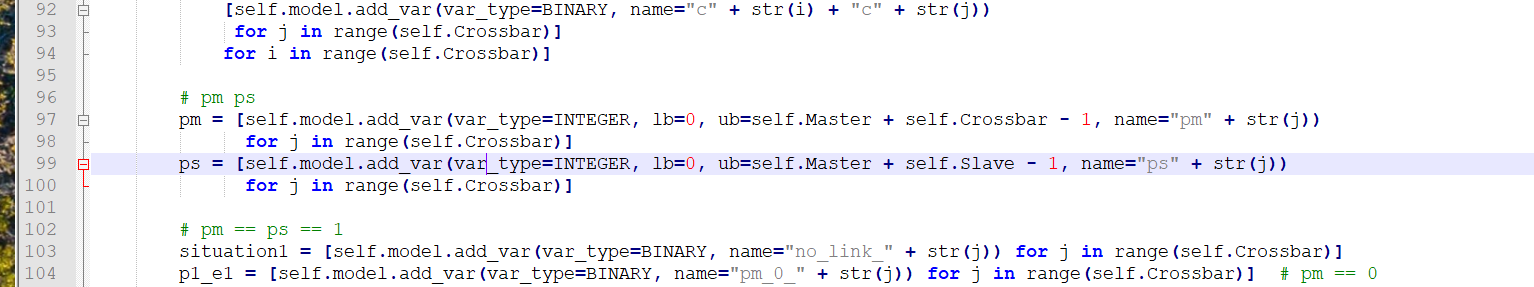 92 [self.model.add_var(var_type=BINARY, name="c" + str(i) + "c" + str(j))
93 for j in range(self.Crossbar)]
94 for i in range(self.Crossbar)]
95
96 # pm ps
97 pm = [self.model.add_var(var_type=INTEGER, lb=0, ub=self.Master + self.Crossbar - 1, name="pm" + str(j))
98 for j in range(self.Crossbar)]
99 ps = [self.model.add_var(var_type=INTEGER, lb=0, ub=self.Master + self.Slave - 1, name="ps" + str(j))
100 for j in range(self.Crossbar)]
101
102 # pm == ps == 1
103 situation1 = [self.model.add_var(var_type=BINARY, name="no_link_" + str(j)) for j in range(self.Crossbar)]
104 p1_e1 = [self.model.add_var(var_type=BINARY, name="pm_0_" + str(j)) for j in range(self.Crossbar)]  # pm == 0